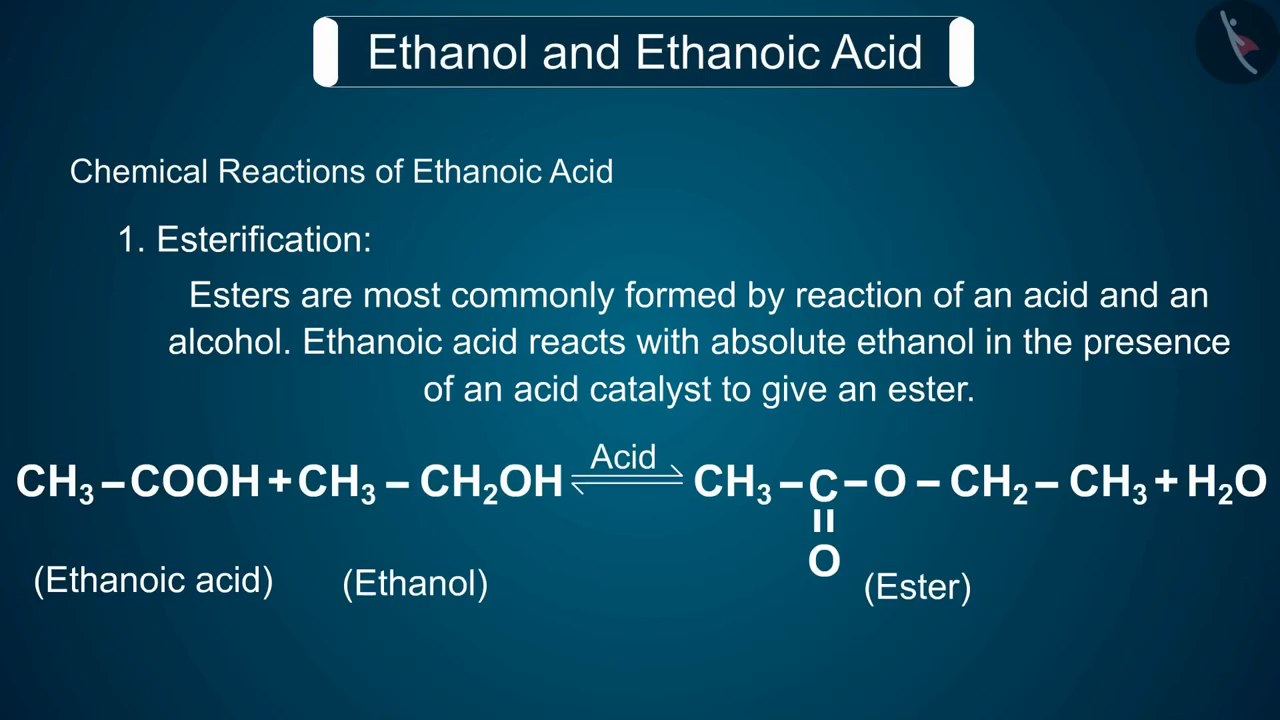 Ethanol and Ethanoic Acid
Chemical Reactions of Ethanoic Acid
1. Esterification:
Esters are most commonly formed by reaction of an acid and an
alcohol. Ethanoic acid reacts with absolute ethanol in the presence
of an acid catalyst to give an ester.
Acid
CH₃ – COOH + CH₃ – CH₂OH ⇌ CH₃ – C – O – CH₂ – CH₃ + H₂O
||
O
(Ethanoic acid) (Ethanol) (Ester)